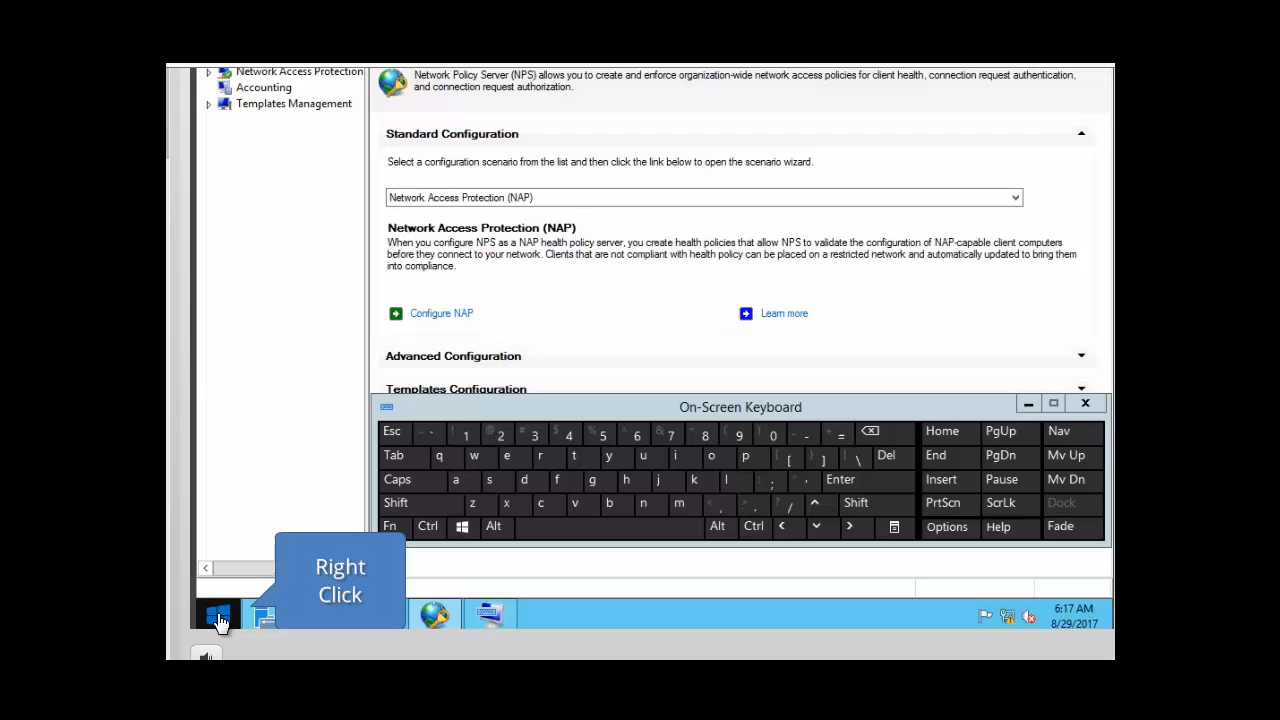 Network Access Protection
Accounting
Templates Management
Network Policy Server (NPS) allows you to create and enforce organization-wide network access policies for client health, connection request authentication,
and connection request authorization.
Standard Configuration
Select a configuration scenario from the list and then click the link below to open the scenario wizard.
Network Access Protection (NAP)
Network Access Protection (NAP)
When you configure NPS as a NAP health policy server, you create health policies that allow NPS to validate the configuration of NAP-capable client computers
before they connect to your network. Clients that are not compliant with health policy can be placed on a restricted network and automatically updated to bring them
into compliance.
Configure NAP Learn more
Advanced Configuration
Templates Configuration
On-Screen Keyboard
Esc ~ ` ! 1 @ 2 # 3 $ 4 % 5 ^ 6 & 7 * 8 ( 9 ) 0 _ - + = Home PgUp Nav
Tab q w e r t y u i o p { [ } ] | \ Del End PgDn Mv Up
Caps a s d f g h j k l : ; " ' Enter Insert Pause Mv Dn
Shift z x c v b n m < , > . ? / Shift PrtScn ScrLk Dock
Fn Ctrl Alt Alt Ctrl Options Help Fade
Right
Click
6:17 AM
8/29/2017